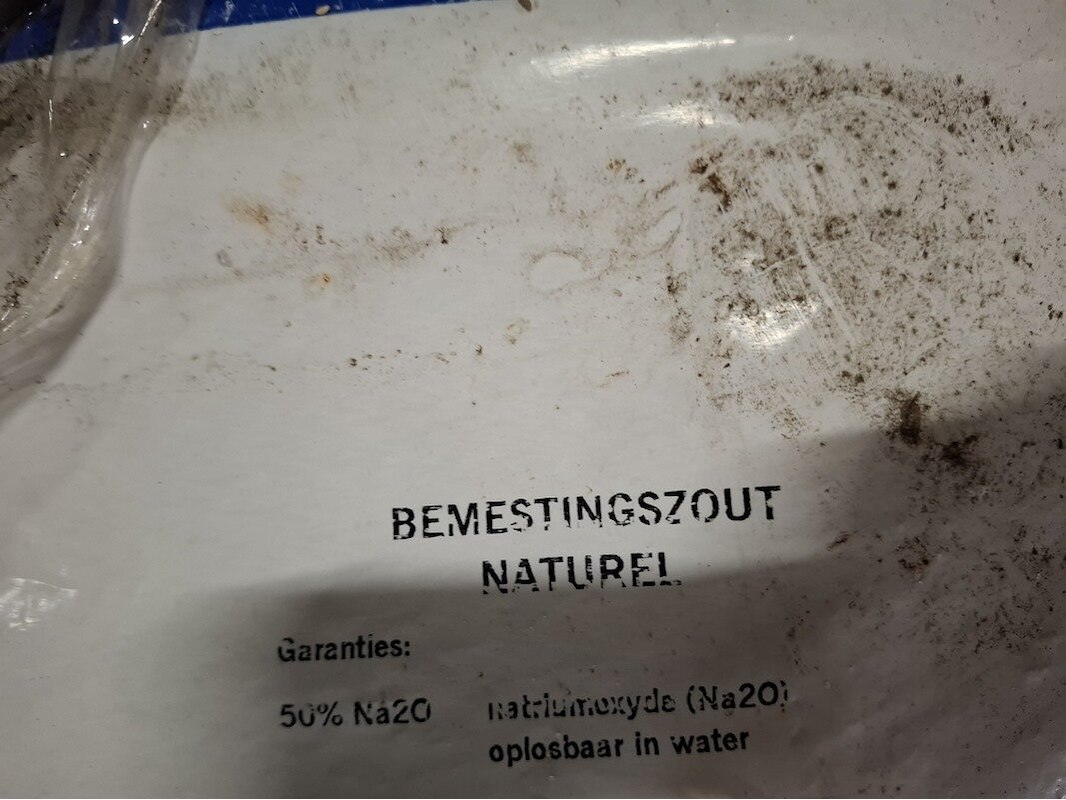 BEMESTINGSZOUT
NATUREL
Garanties:
50% Na2O natriumoxyde (Na2O)
oplosbaar in water